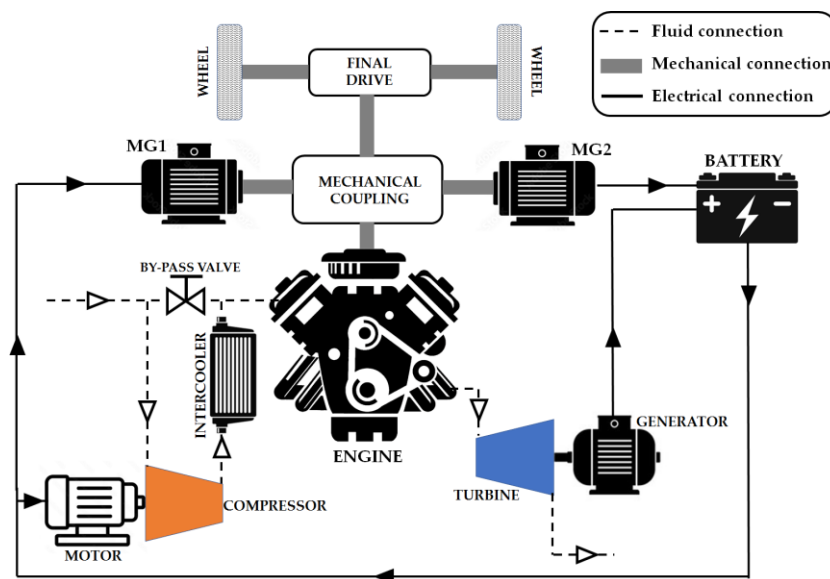 WHEEL
FINAL
DRIVE
WHEEL
Fluid connection
Mechanical connection
Electrical connection
MG1
MECHANICAL
COUPLING
MG2
BATTERY
+
−
BY-PASS VALVE
INTERCOOLER
ENGINE
GENERATOR
TURBINE
COMPRESSOR
MOTOR